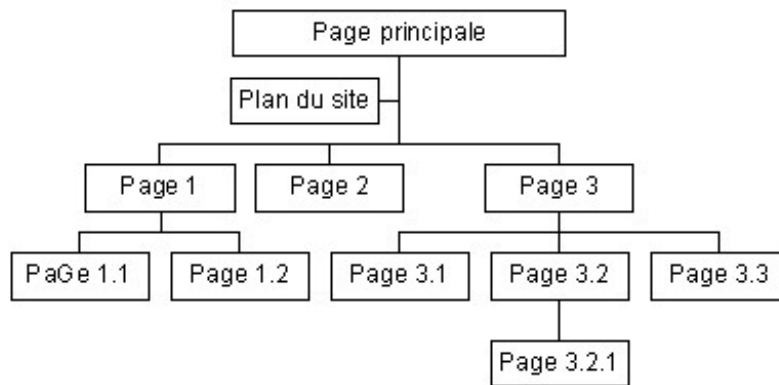 Page principale
Plan du site
Page 1
Page 2
Page 3
PaGe 1.1
Page 1.2
Page 3.1
Page 3.2
Page 3.3
Page 3.2.1